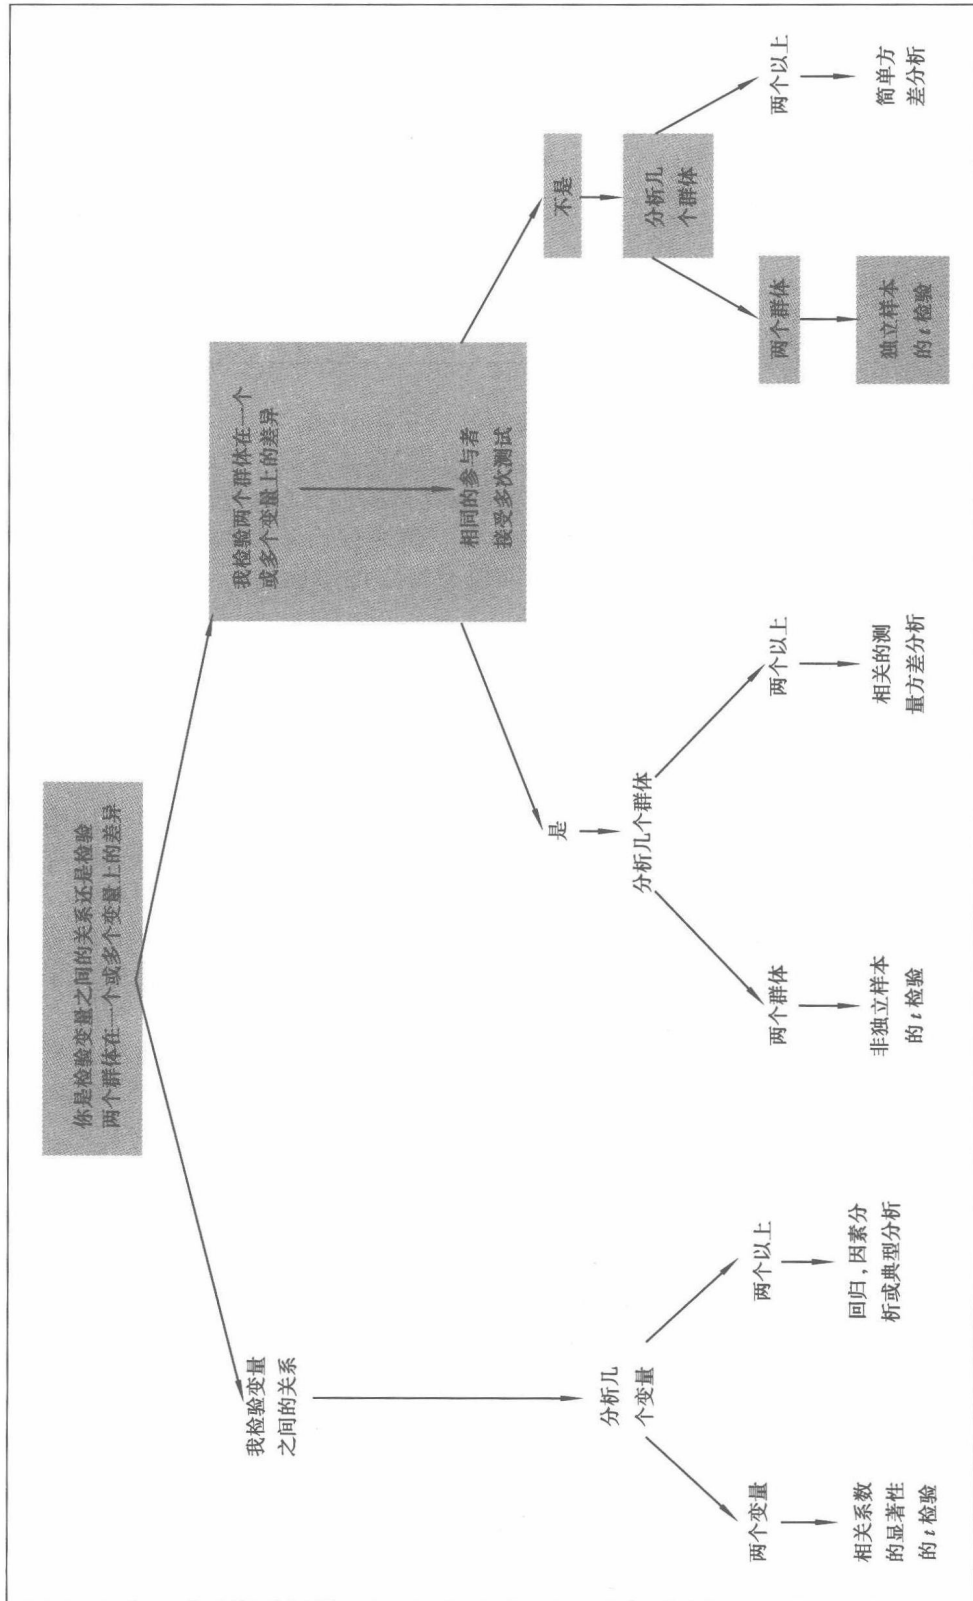 你是检验变量之间的关系还是检验
两个群体在一个或多个变量上的差异
我检验变量
之间的关系
我检验两个群体在一个
或多个变量上的差异
相同的参与者
接受多次测试
是
不是
分析几
个变量
分析几个群体
分析几
个群体
两个变量
两个以上
两个群体
两个以上
两个群体
两个以上
相关系数
的显著性
的t检验
回归,因素分
析或典型分析
非独立样本
的t检验
相关的测
量方差分析
独立样本
的t检验
简单方
差分析